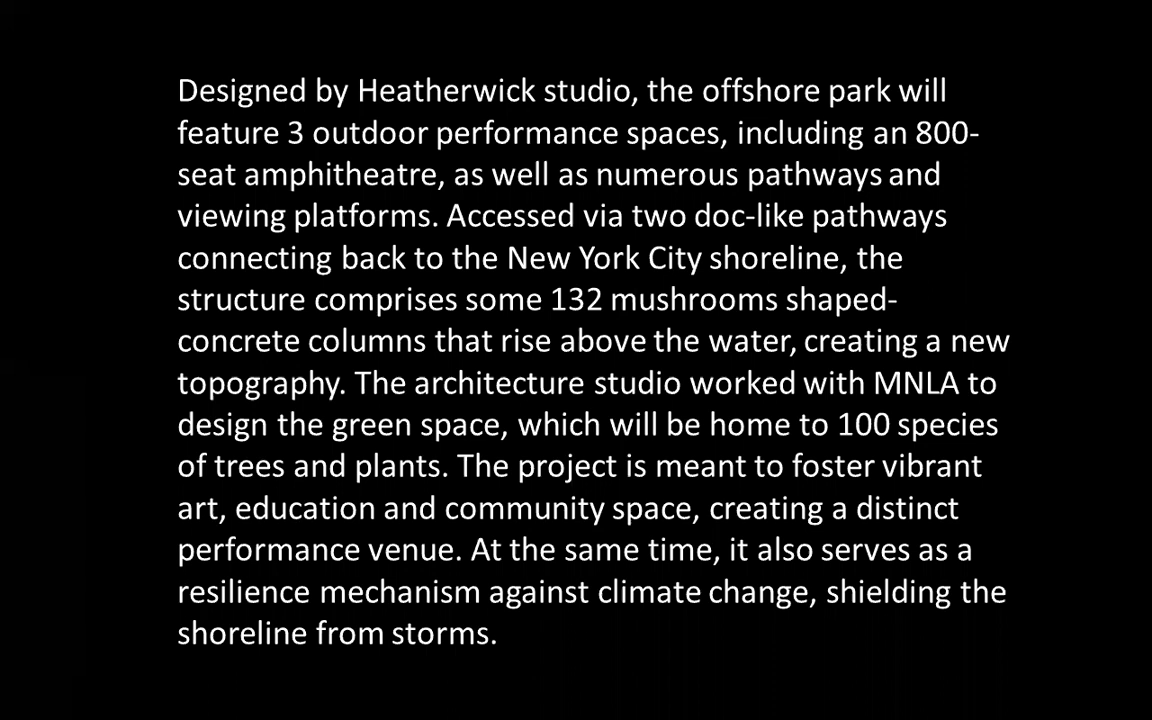 Designed by Heatherwick studio, the offshore park will
feature 3 outdoor performance spaces, including an 800-
seat amphitheatre, as well as numerous pathways and
viewing platforms. Accessed via two doc-like pathways
connecting back to the New York City shoreline, the
structure comprises some 132 mushrooms shaped-
concrete columns that rise above the water, creating a new
topography. The architecture studio worked with MNLA to
design the green space, which will be home to 100 species
of trees and plants. The project is meant to foster vibrant
art, education and community space, creating a distinct
performance venue. At the same time, it also serves as a
resilience mechanism against climate change, shielding the
shoreline from storms.